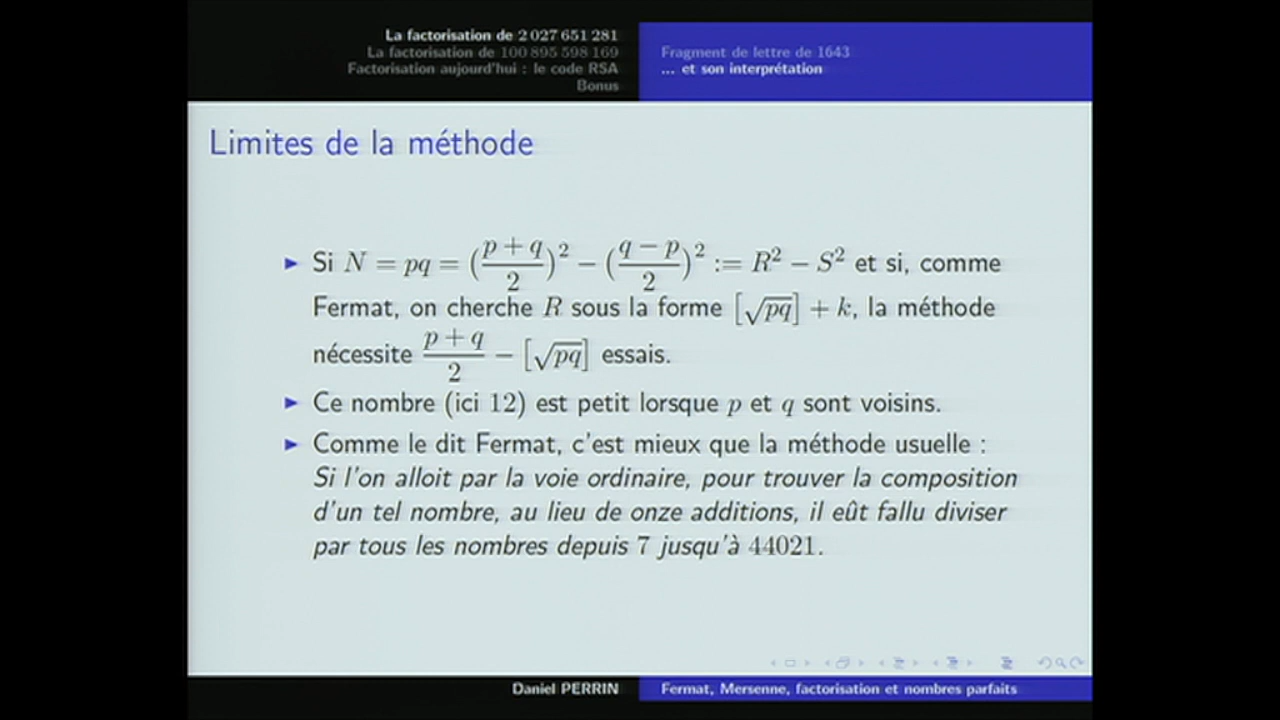 La factorisation de 2 027 651 281
La factorisation de 100 895 598 169
Factorisation aujourd'hui : le code RSA
Bonus
Fragment de lettre de 1643
... et son interprétation
Limites de la méthode
► Si N = pq = (\frac{p + q}{2})^2 − (\frac{q − p}{2})^2 := R^2 − S^2 et si, comme
Fermat, on cherche R sous la forme [√pq] + k, la méthode
nécessite \frac{p + q}{2} − [√pq] essais.
► Ce nombre (ici 12) est petit lorsque p et q sont voisins.
► Comme le dit Fermat, c'est mieux que la méthode usuelle :
Si l'on alloit par la voie ordinaire, pour trouver la composition
d'un tel nombre, au lieu de onze additions, il eût fallu diviser
par tous les nombres depuis 7 jusqu'à 44021.
Daniel PERRIN
Fermat, Mersenne, factorisation et nombres parfaits